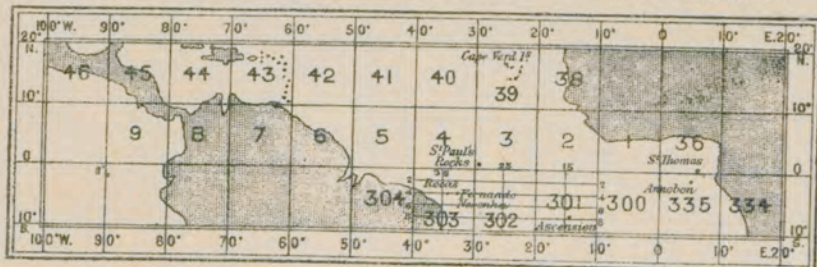 100°W. 90° 80° 70° 60° 50° 40° 30° 20° 10° 0 10° E.20°
20° N. 20° N.
Cape Verd Iˢ
46 45 44 43 42 41 40 39 38
10° 10°
9 8 7 6 5 4 3 2 1 36
Sᵗ Paul's Rocks
Sᵗ Thomas
0 0
Rocas
Fernando Noronha
Annobon
304 303 302 301 300 335 334
Ascension
10° S. 10° S.
100°W. 90° 80° 70° 60° 50° 40° 30° 20° 10° 0 10° E.20°